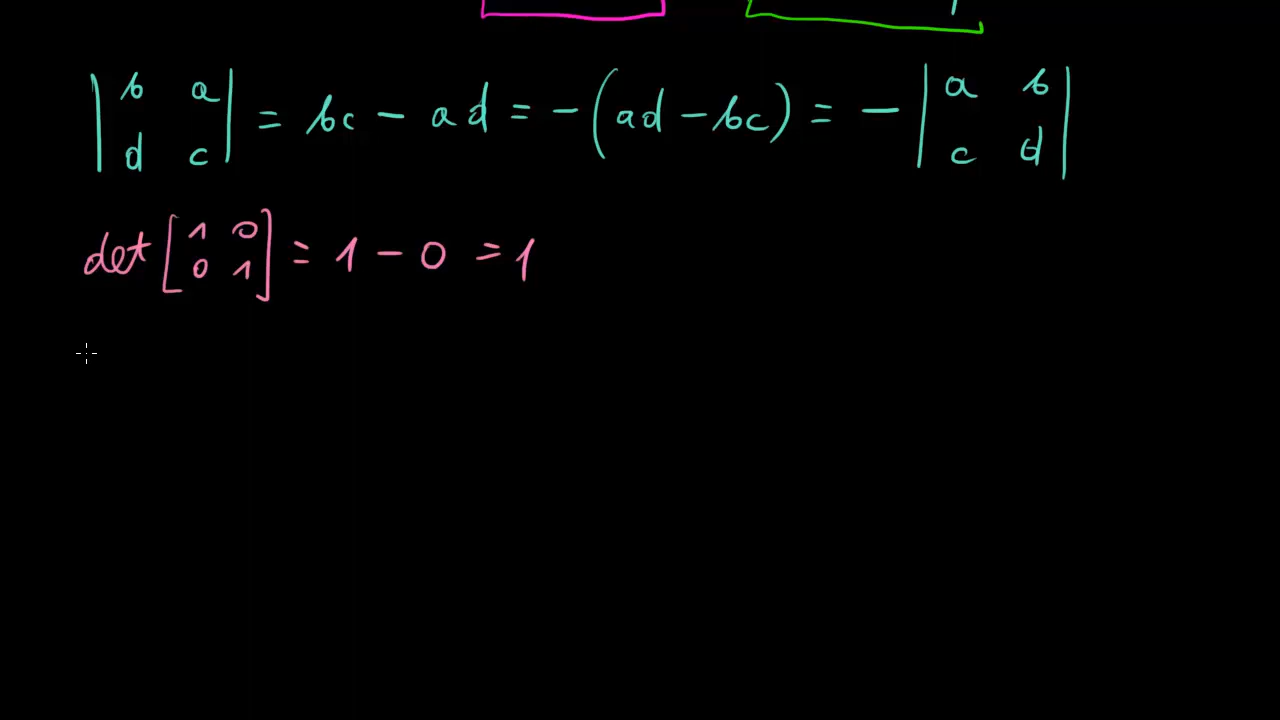 | b a | = bc - ad = -(ad - bc) = - | a b |
| d c | | c d |
det [ 1 0 ] = 1 - 0 = 1
[ 0 1 ]